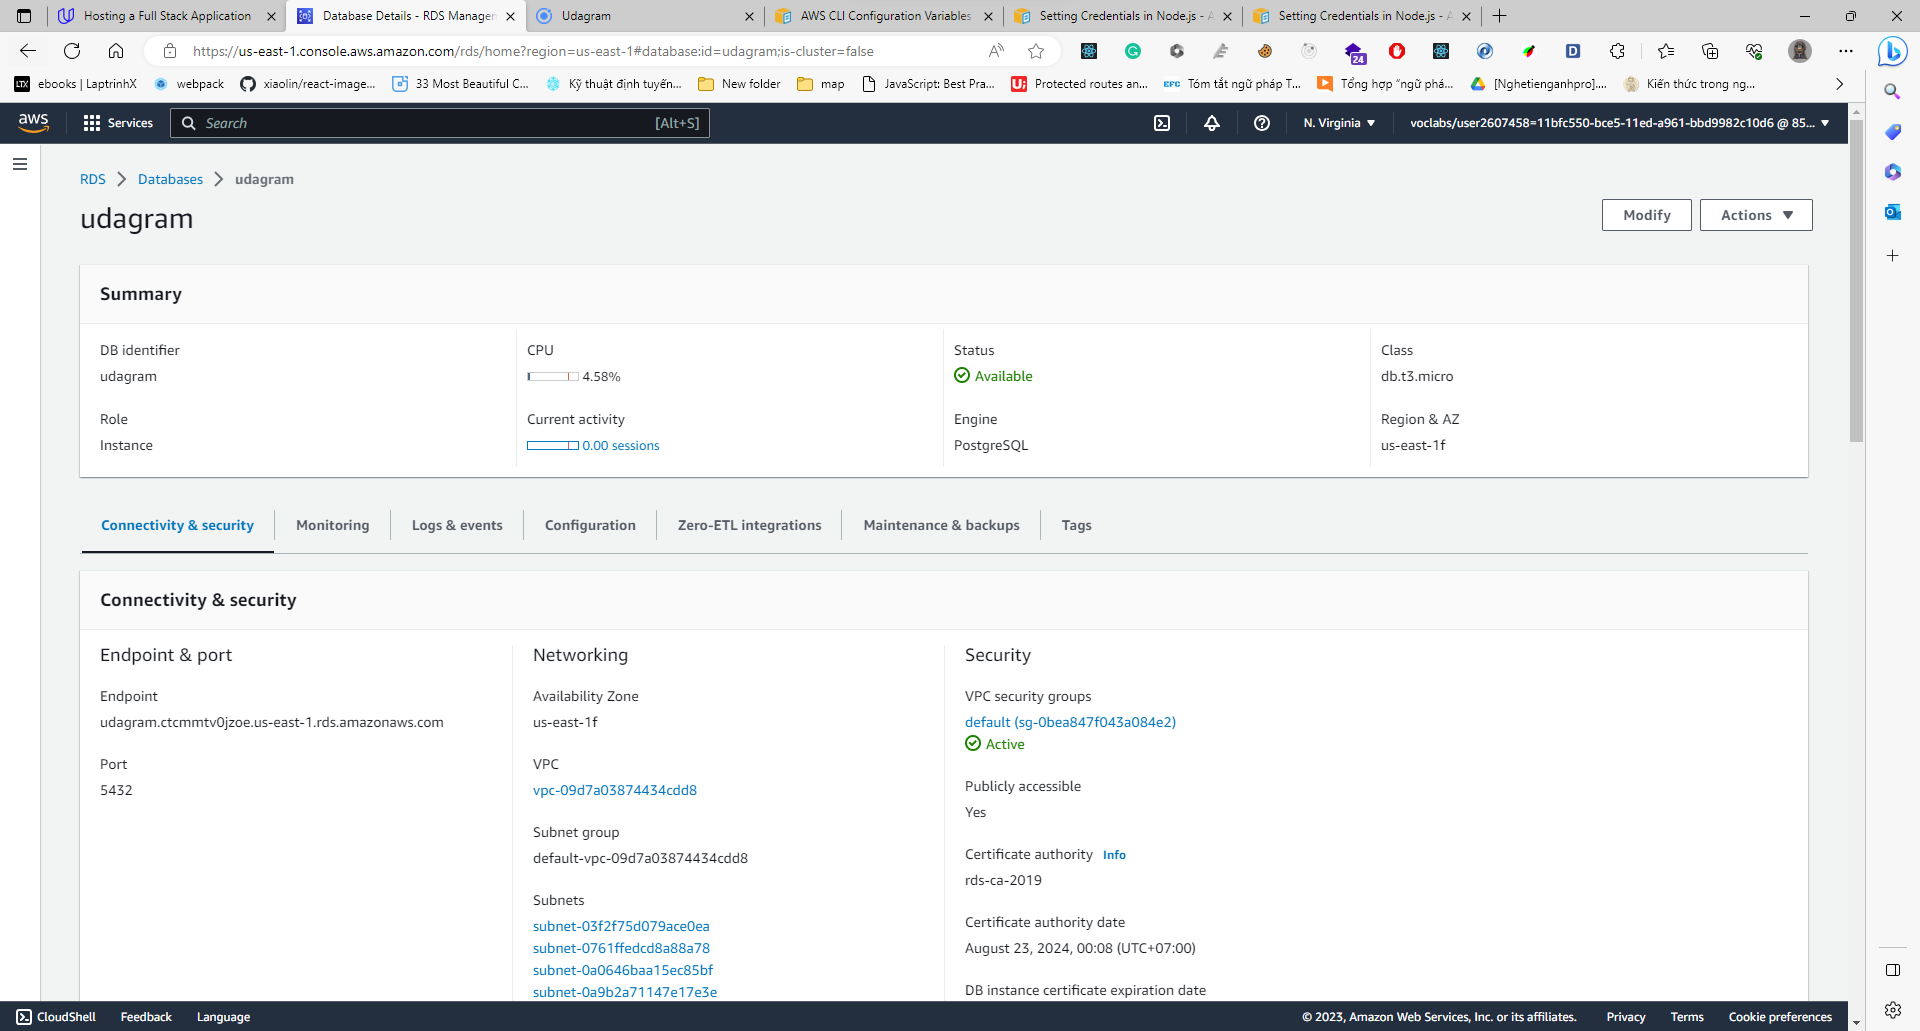 Hosting a Full Stack Application
Database Details - RDS Manager
Udagram
AWS CLI Configuration Variables
Setting Credentials in Node.js - A
Setting Credentials in Node.js - A
https://us-east-1.console.aws.amazon.com/rds/home?region=us-east-1#database:id=udagram;is-cluster=false
24
ebooks | LaptrinhX
webpack
xiaolin/react-image...
33 Most Beautiful C...
Kỹ thuật định tuyến...
New folder
map
JavaScript: Best Pra...
Protected routes an...
Tóm tắt ngữ pháp T...
Tổng hợp "ngữ phá...
[Nghetienganhpro]....
Kiến thức trong ng...
aws
Services
Search
[Alt+S]
N. Virginia
voclabs/user2607458=11bfc550-bce5-11ed-a961-bbd9982c10d6 @ 85...
RDS
Databases
udagram
udagram
Modify
Actions
Summary
DB identifier
udagram
CPU
4.58%
Status
Available
Class
db.t3.micro
Role
Instance
Current activity
0.00 sessions
Engine
PostgreSQL
Region & AZ
us-east-1f
Connectivity & security
Monitoring
Logs & events
Configuration
Zero-ETL integrations
Maintenance & backups
Tags
Connectivity & security
Endpoint & port
Endpoint
udagram.ctcmmtv0jzoe.us-east-1.rds.amazonaws.com
Port
5432
Networking
Availability Zone
us-east-1f
VPC
vpc-09d7a03874434cdd8
Subnet group
default-vpc-09d7a03874434cdd8
Subnets
subnet-03f2f75d079ace0ea
subnet-0761ffedcd8a88a78
subnet-0a0646baa15ec85bf
subnet-0a9b2a71147e17e3e
Security
VPC security groups
default (sg-0bea847f043a084e2)
Active
Publicly accessible
Yes
Certificate authority Info
rds-ca-2019
Certificate authority date
August 23, 2024, 00:08 (UTC+07:00)
DB instance certificate expiration date
CloudShell
Feedback
Language
© 2023, Amazon Web Services, Inc. or its affiliates.
Privacy
Terms
Cookie preferences